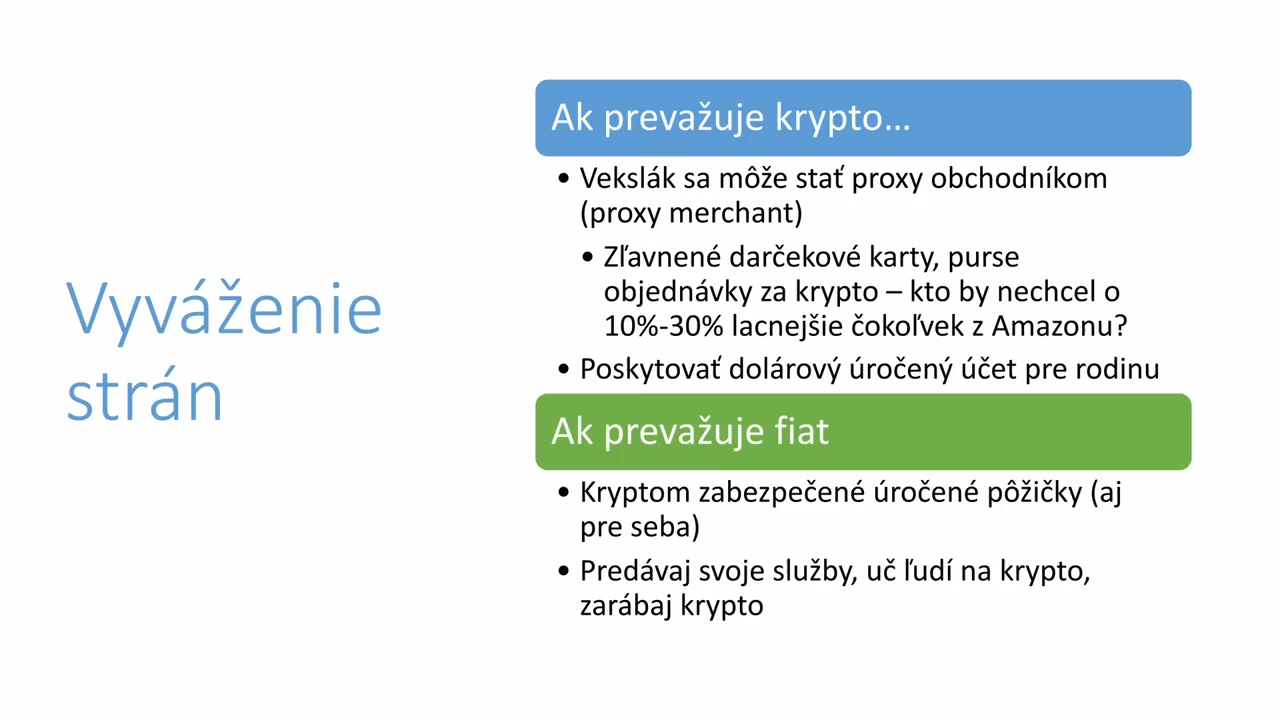 Vyváženie
strán
Ak prevažuje krypto...
• Vekslák sa môže stať proxy obchodníkom
(proxy merchant)
• Zľavnené darčekové karty, purse
objednávky za krypto – kto by nechcel o
10%-30% lacnejšie čokoľvek z Amazonu?
• Poskytovať dolárový úročený účet pre rodinu
Ak prevažuje fiat
• Kryptom zabezpečené úročené pôžičky (aj
pre seba)
• Predávaj svoje služby, uč ľudí na krypto,
zarábaj krypto